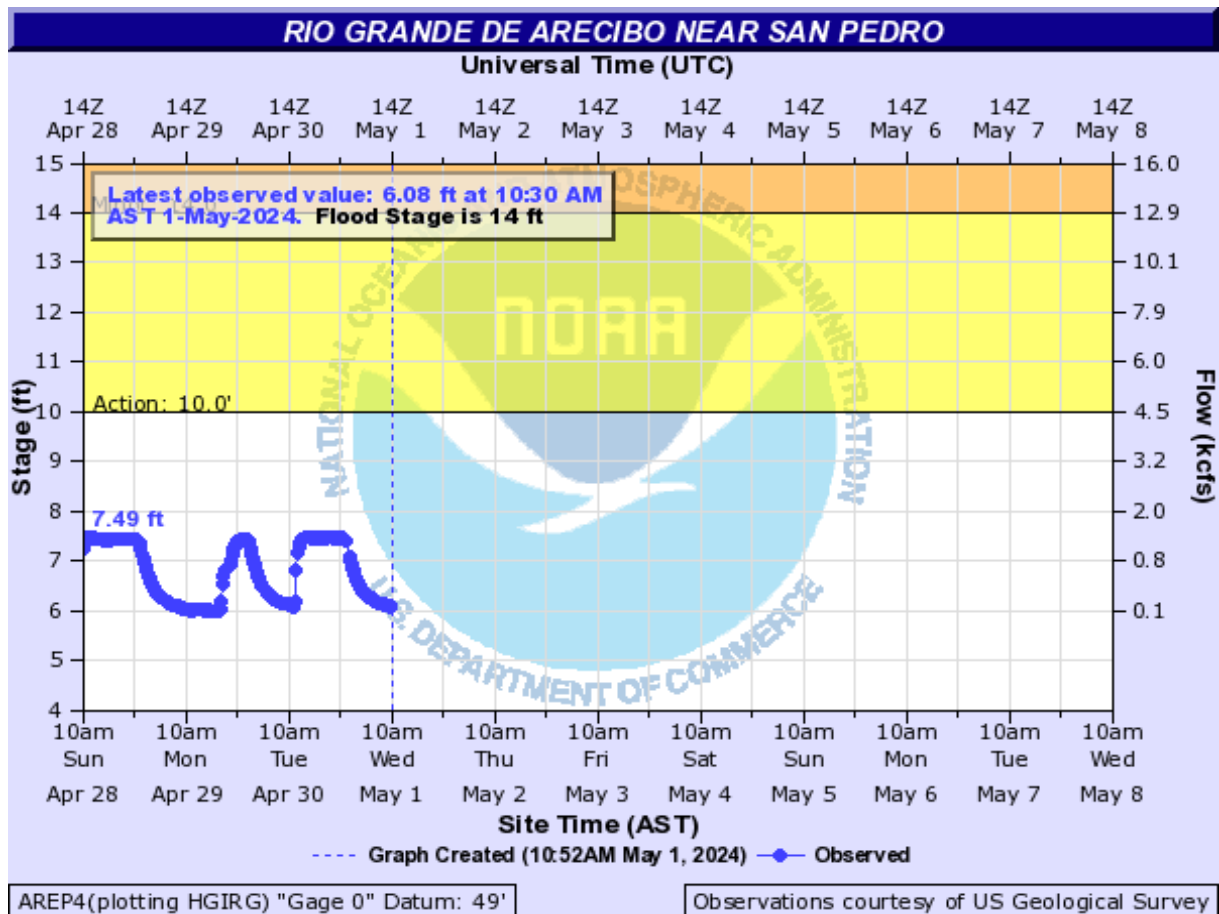 RIO GRANDE DE ARECIBO NEAR SAN PEDRO
Universal Time (UTC)
14Z 14Z 14Z 14Z 14Z 14Z 14Z 14Z 14Z 14Z 14Z
Apr 28 Apr 29 Apr 30 May 1 May 2 May 3 May 4 May 5 May 6 May 7 May 8
15 16.0
Latest observed value: 6.08 ft at 10:30 AM
AST 1-May-2024. Flood Stage is 14 ft
14 12.9
13 10.1
12 7.9
11 6.0
Action: 10.0'
10 4.5
9 3.2
8 2.0
7.49 ft
7 0.8
6 0.1
5
4
Stage (ft)
Flow (kcfs)
NATIONAL OCEANIC ATMOSPHERIC ADMINISTRATION
NOAA
U.S. DEPARTMENT OF COMMERCE
10am 10am 10am 10am 10am 10am 10am 10am 10am 10am 10am
Sun Mon Tue Wed Thu Fri Sat Sun Mon Tue Wed
Apr 28 Apr 29 Apr 30 May 1 May 2 May 3 May 4 May 5 May 6 May 7 May 8
Site Time (AST)
Graph Created (10:52AM May 1, 2024) Observed
AREP4(plotting HGIRG) "Gage 0" Datum: 49'
Observations courtesy of US Geological Survey